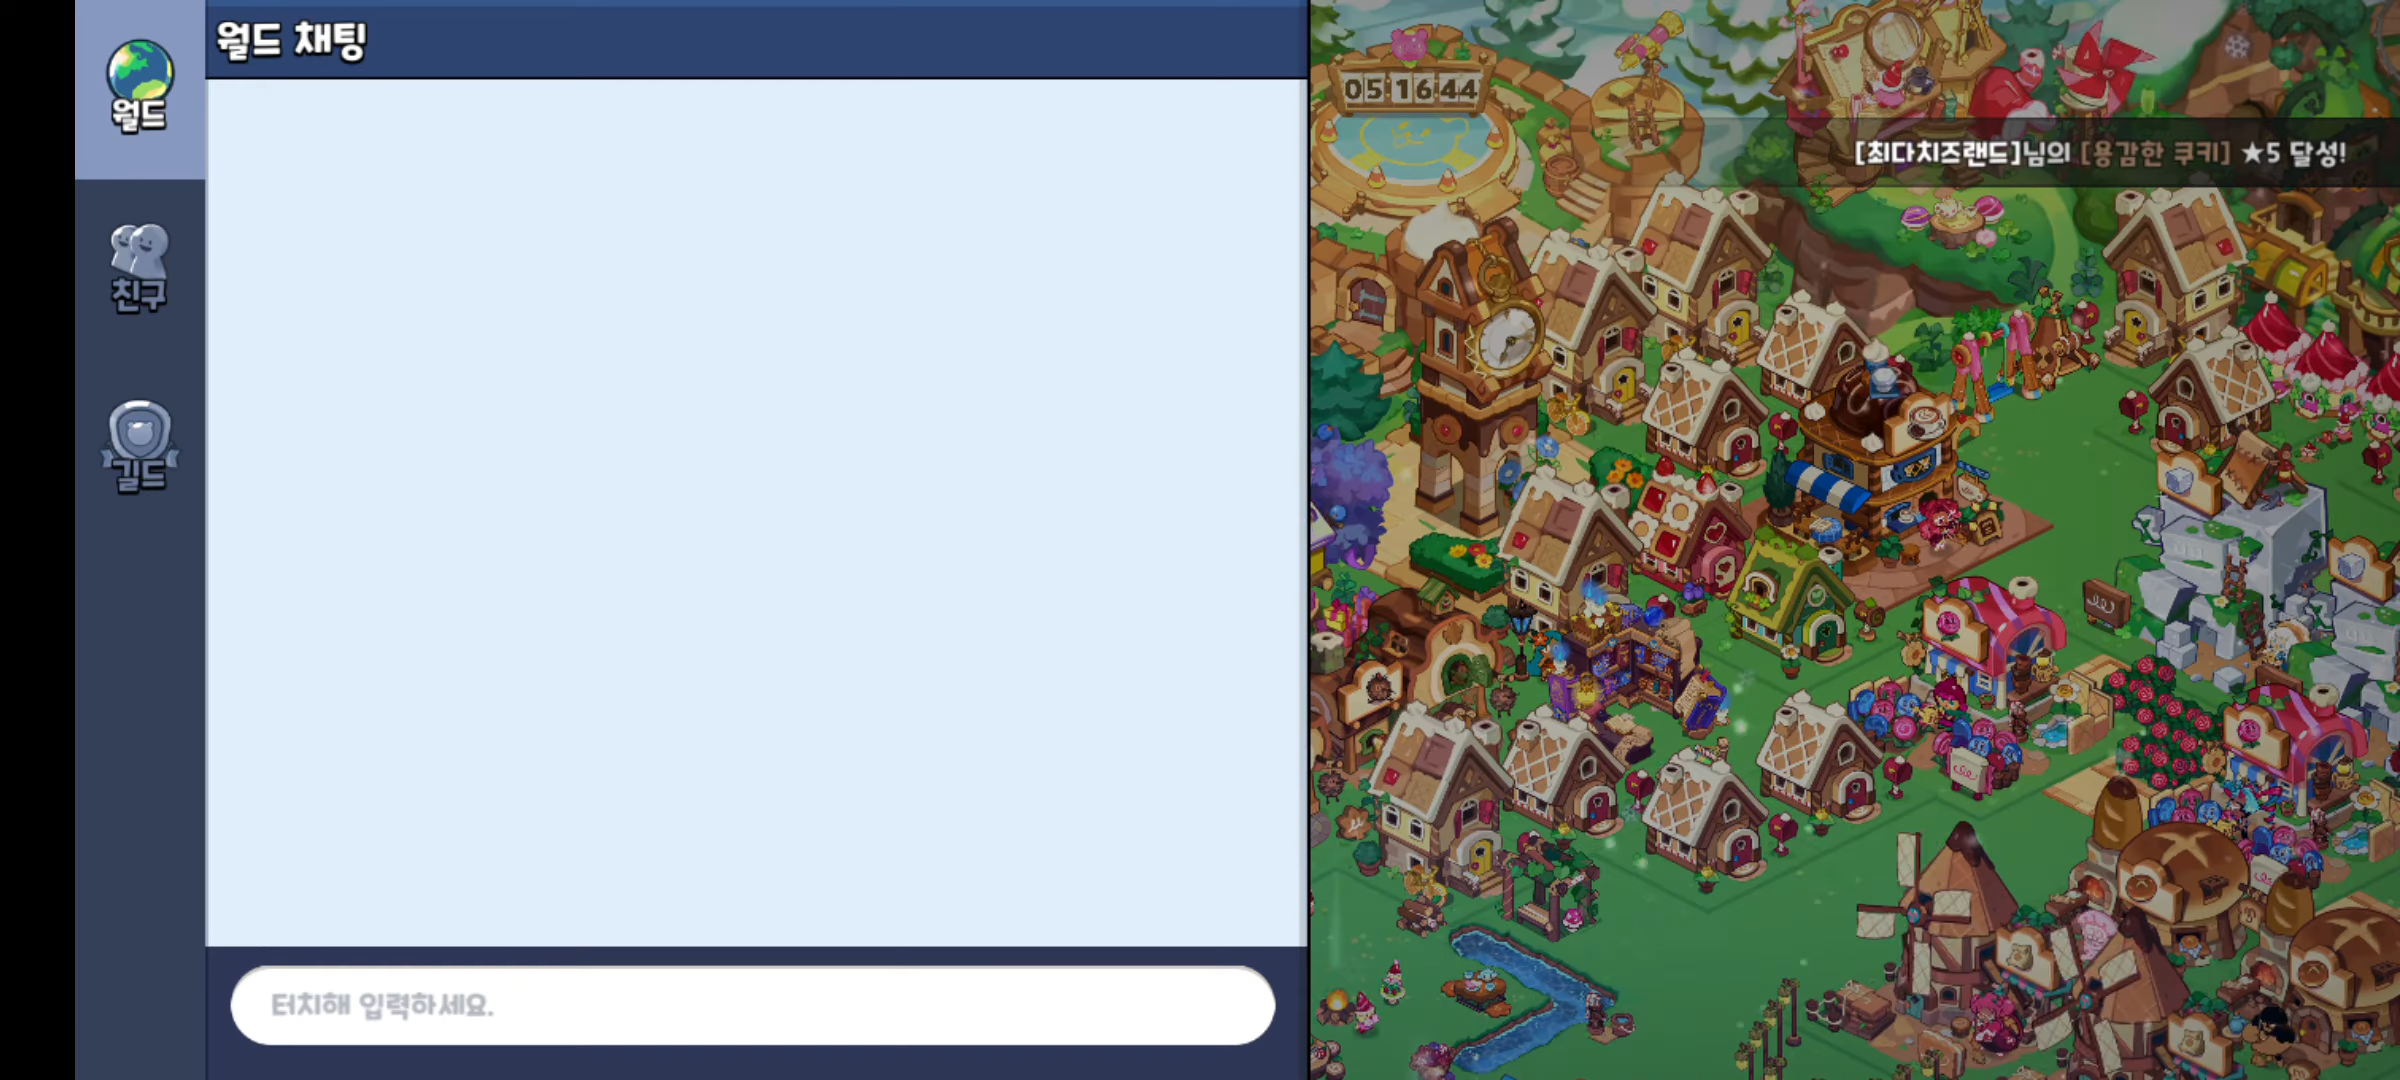 월드 채팅
월드
친구
길드
터치해 입력하세요.
05:16:44
[최다치즈랜드]님의 [용감한 쿠키] ★5 달성!